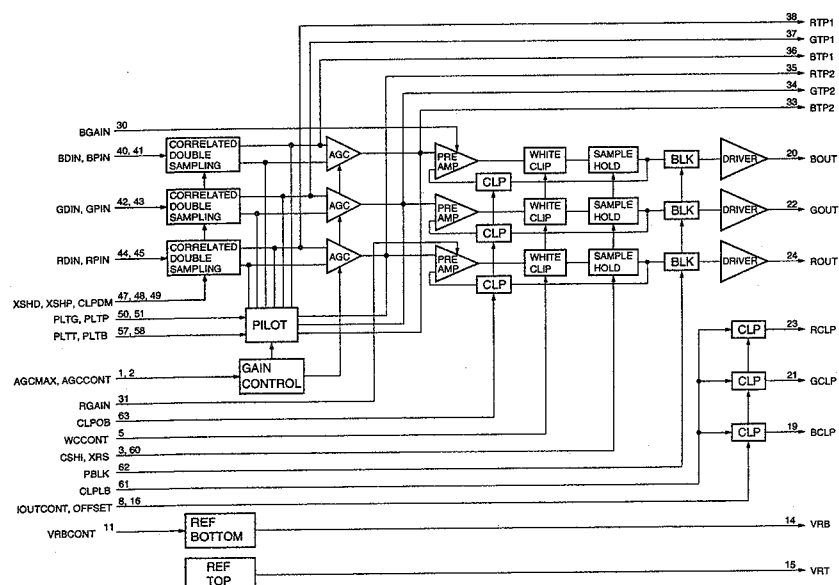 38 RTP1
37 GTP1
36 BTP1
35 RTP2
34 GTP2
33 BTP2
BGAIN 30
BDIN, BPIN 40, 41
CORRELATED
DOUBLE
SAMPLING
AGC
PRE
AMP
CLP
WHITE
CLIP
SAMPLE
HOLD
BLK
DRIVER
20 BOUT
GDIN, GPIN 42, 43
CORRELATED
DOUBLE
SAMPLING
AGC
PRE
AMP
CLP
WHITE
CLIP
SAMPLE
HOLD
BLK
DRIVER
22 GOUT
RDIN, RPIN 44, 45
CORRELATED
DOUBLE
SAMPLING
AGC
PRE
AMP
CLP
WHITE
CLIP
SAMPLE
HOLD
BLK
DRIVER
24 ROUT
XSHD, XSHP, CLPDM 47, 48, 49
PLTG, PLTP 50, 51
PLTT, PLTB 57, 58
PILOT
CLP
23 RCLP
AGCMAX, AGCCONT 1, 2
GAIN
CONTROL
CLP
21 GCLP
RGAIN 31
CLPOB 63
WCCONT 5
CLP
19 BCLP
CSHI, XRS 3, 60
PBLK 62
CLPLB 61
IOUTCONT, OFFSET 8, 16
VRBCONT 11
REF
BOTTOM
14 VRB
REF
TOP
15 VRT